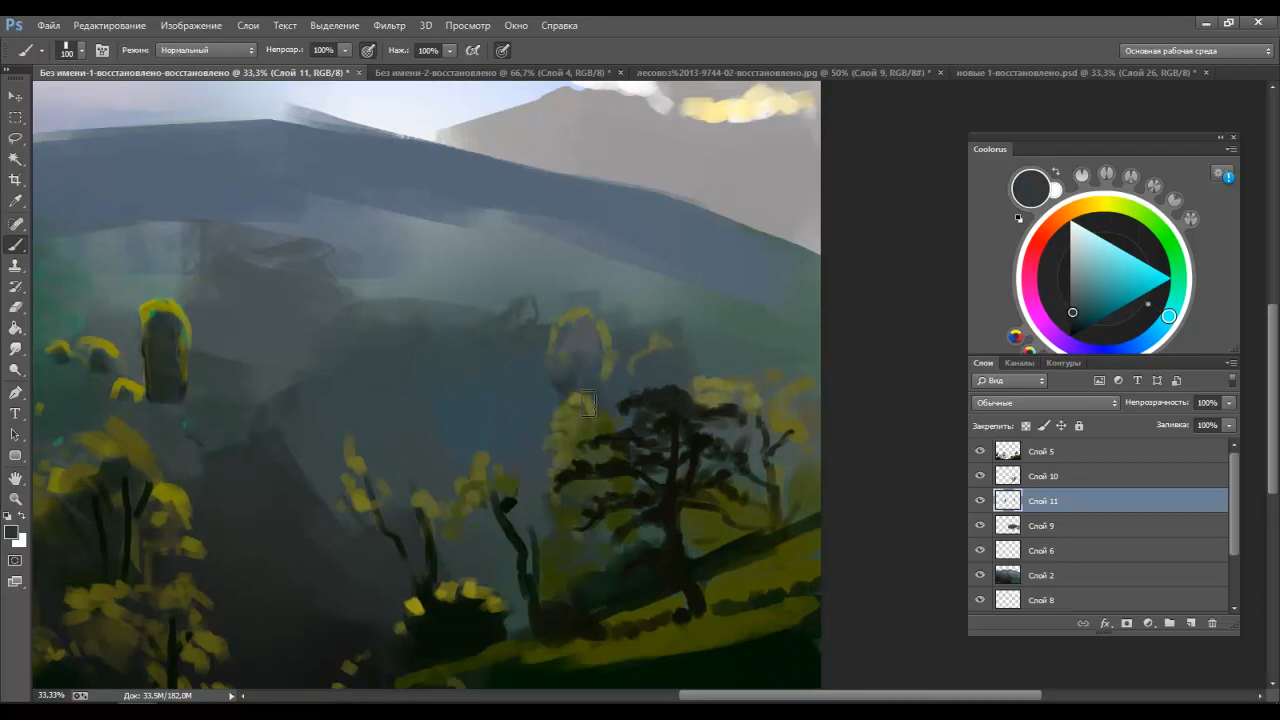 Ps Файл Редактирование Изображение Слои Текст Выделение Фильтр 3D Просмотр Окно Справка
100 Режим: Нормальный Непрозр.: 100% Наж.: 100% Основная рабочая среда
Без имени-1-восстановлено-восстановлено @ 33,3% (Слой 11, RGB/8) * × Без имени-2-восстановлено @ 66,7% (Слой 4, RGB/8) * × лесовоз%2013-9744-02-восстановлено.jpg @ 50% (Слой 9, RGB/8#) * × новые 1-восстановлено.psd @ 33,3% (Слой 26, RGB/8) * ×
Coolorus
Слои Каналы Контуры
Вид
Обычные Непрозрачность: 100%
Закрепить: Заливка: 100%
Слой 5
Слой 10
Слой 11
Слой 9
Слой 6
Слой 2
Слой 8
fx
33,33% Док: 33,5M/182,0M